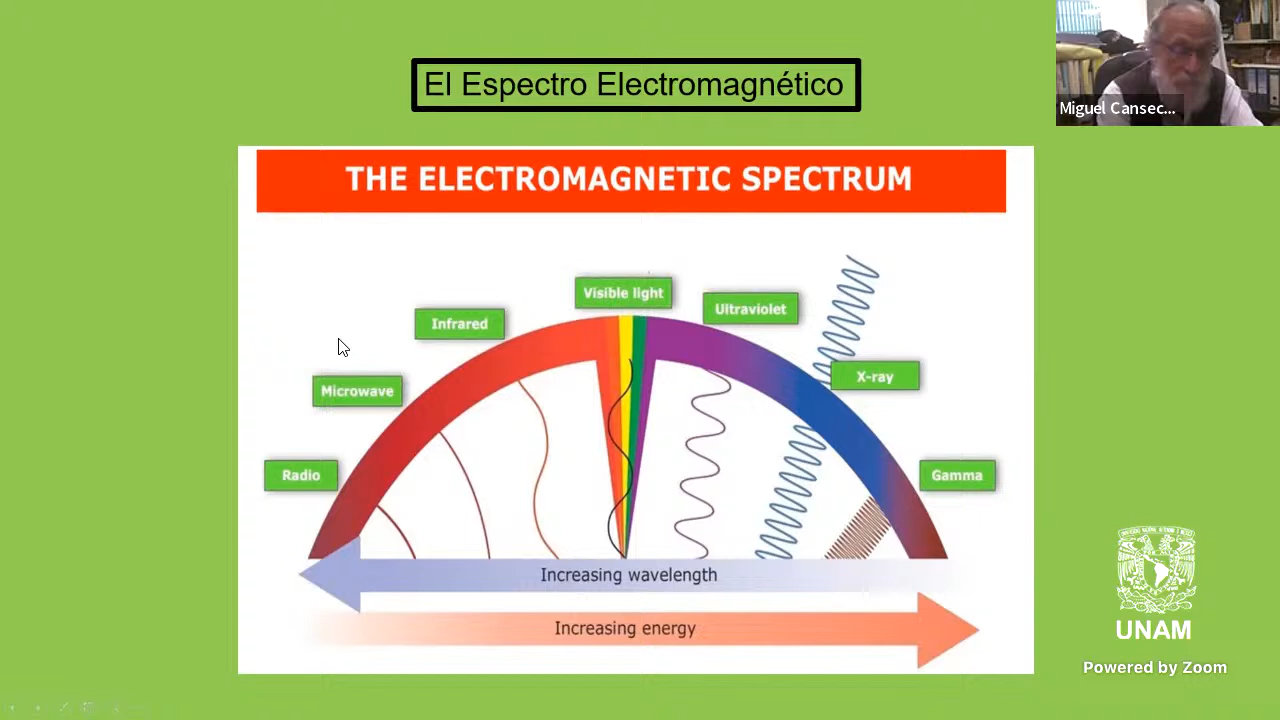 El Espectro Electromagnético
Miguel Cansec...
THE ELECTROMAGNETIC SPECTRUM
Visible light
Ultraviolet
Infrared
X-ray
Microwave
Radio
Gamma
Increasing wavelength
Increasing energy
UNAM
Powered by Zoom